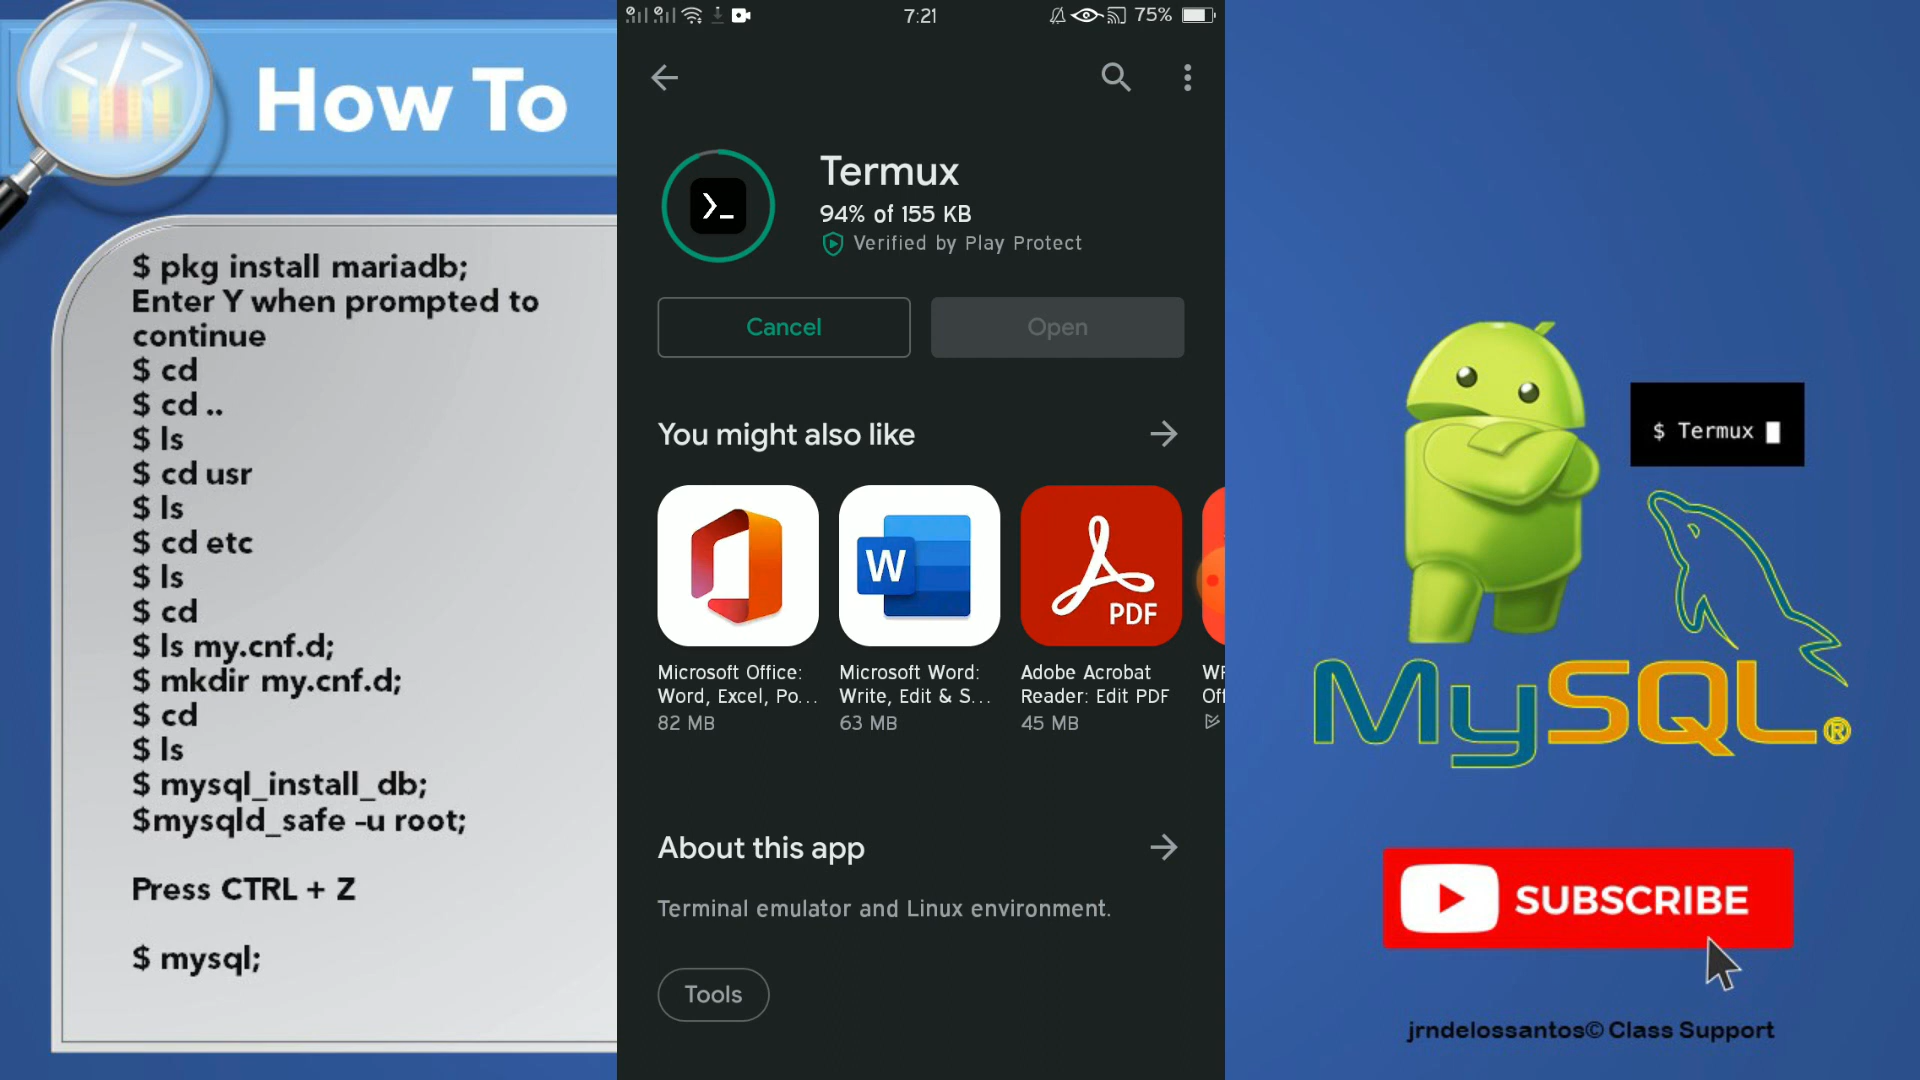 How To
$ pkg install mariadb;
Enter Y when prompted to
continue
$ cd
$ cd ..
$ ls
$ cd usr
$ ls
$ cd etc
$ ls
$ cd
$ ls my.cnf.d;
$ mkdir my.cnf.d;
$ cd
$ ls
$ mysql_install_db;
$mysqld_safe -u root;
Press CTRL + Z
$ mysql;
7:21
75%
Termux
94% of 155 KB
Verified by Play Protect
Cancel
Open
You might also like
W
PDF
Microsoft Office:
Word, Excel, Po...
82 MB
Microsoft Word:
Write, Edit & S...
63 MB
Adobe Acrobat
Reader: Edit PDF
45 MB
About this app
Terminal emulator and Linux environment.
Tools
$ Termux
MySQL®
SUBSCRIBE
jrndelossantos© Class Support